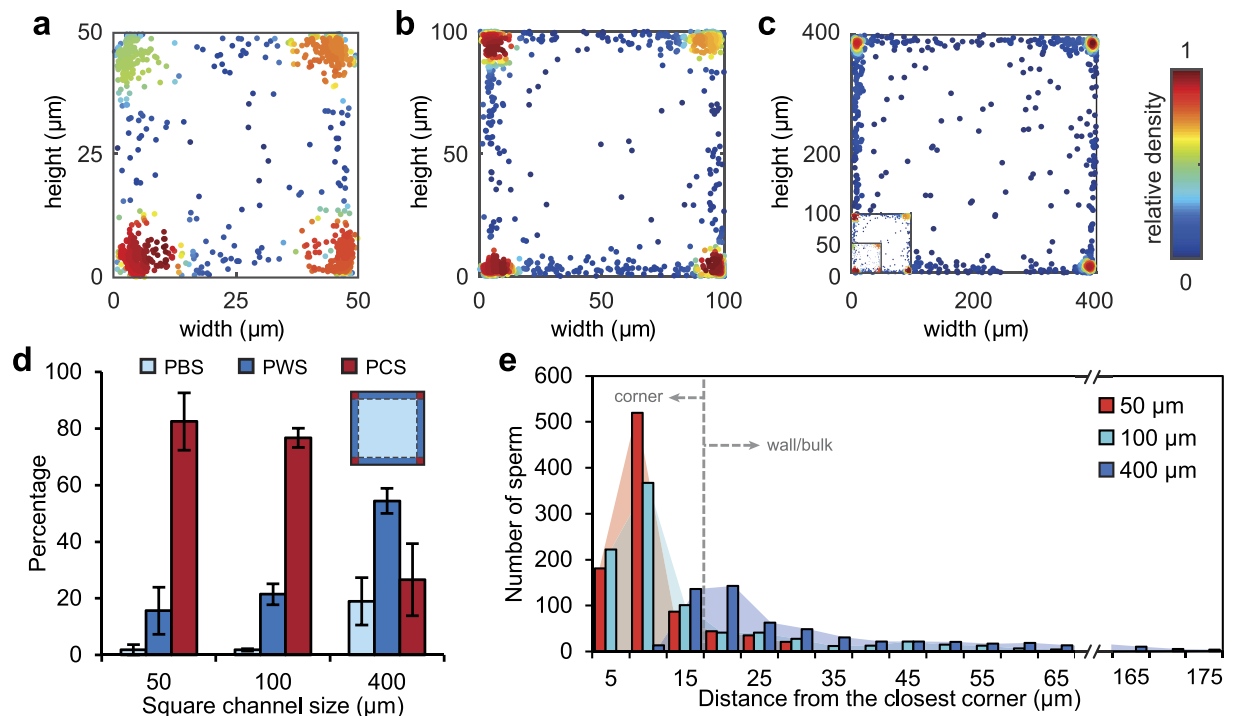 a
50
25
0
height (µm)
0
25
50
width (µm)
b
100
50
0
height (µm)
0
50
100
width (µm)
c
400
200
100
50
0
height (µm)
0
200
400
width (µm)
1
relative density
0
d
PBS PWS PCS
100
80
60
40
20
0
Percentage
50 100 400
Square channel size (µm)
e
600
500
400
300
200
100
0
Number of sperm
corner
wall/bulk
50 µm
100 µm
400 µm
5 15 25 35 45 55 65 165 175
Distance from the closest corner (µm)